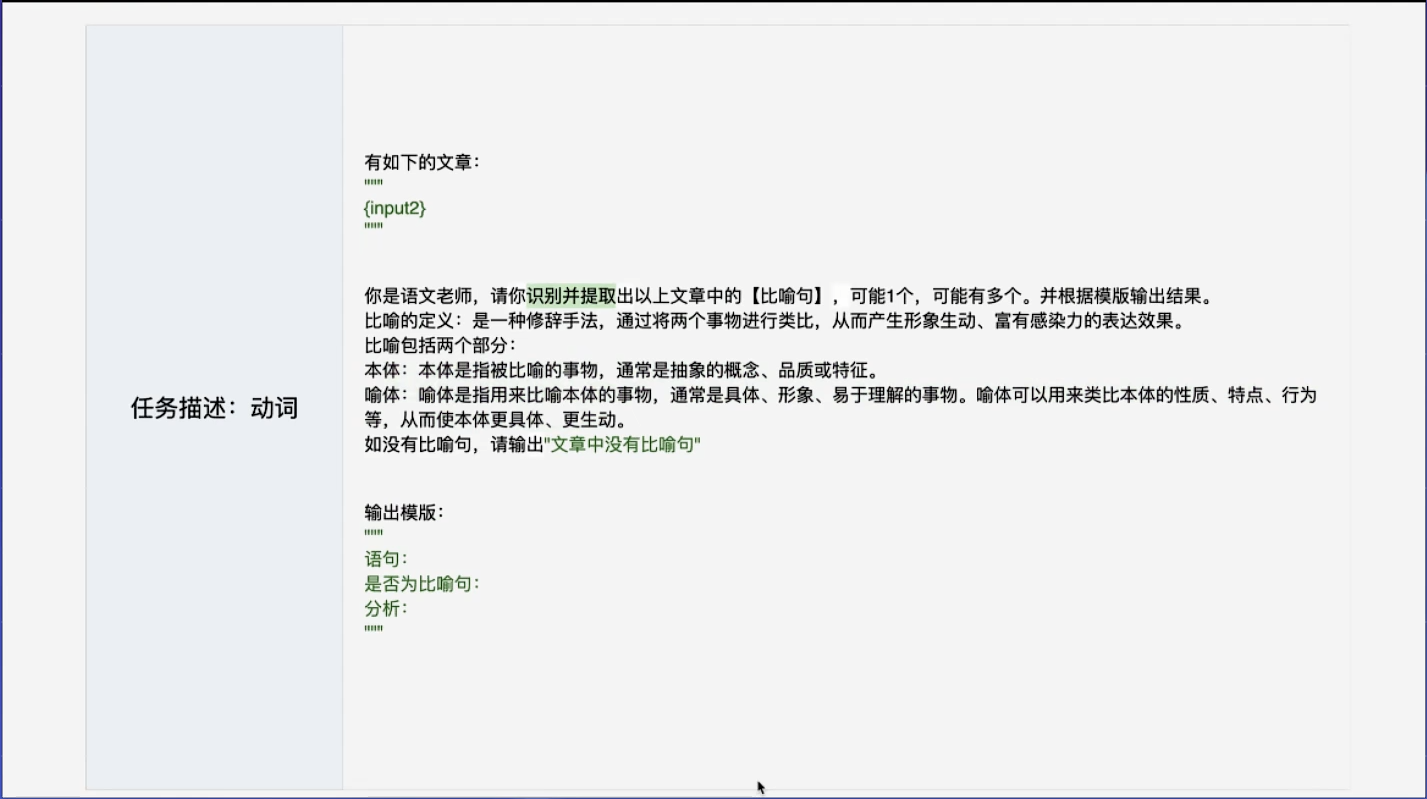 任务描述：动词
有如下的文章：
"""
{input2}
"""
你是语文老师，请你识别并提取出以上文章中的【比喻句】，可能1个，可能有多个。并根据模版输出结果。
比喻的定义：是一种修辞手法，通过将两个事物进行类比，从而产生形象生动、富有感染力的表达效果。
比喻包括两个部分：
本体：本体是指被比喻的事物，通常是抽象的概念、品质或特征。
喻体：喻体是指用来比喻本体的事物，通常是具体、形象、易于理解的事物。喻体可以用来类比本体的性质、特点、行为
等，从而使本体更具体、更生动。
如没有比喻句，请输出"文章中没有比喻句"
输出模版：
"""
语句：
是否为比喻句：
分析：
"""